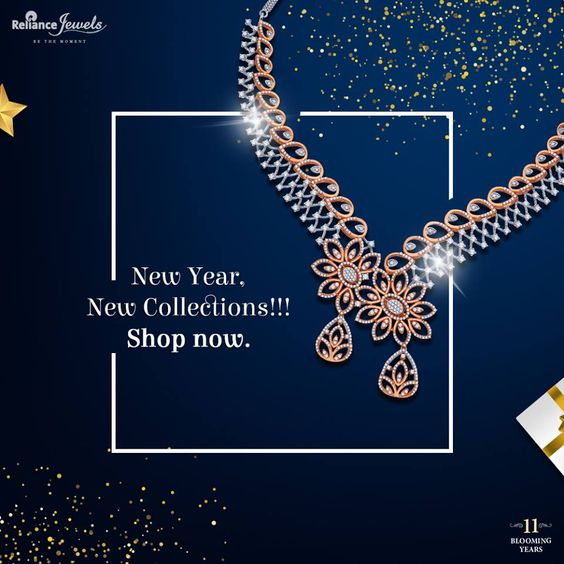 Reliance Jewels
BE THE MOMENT
New Year,
New Collections!!!
Shop now.
11
BLOOMING
YEARS